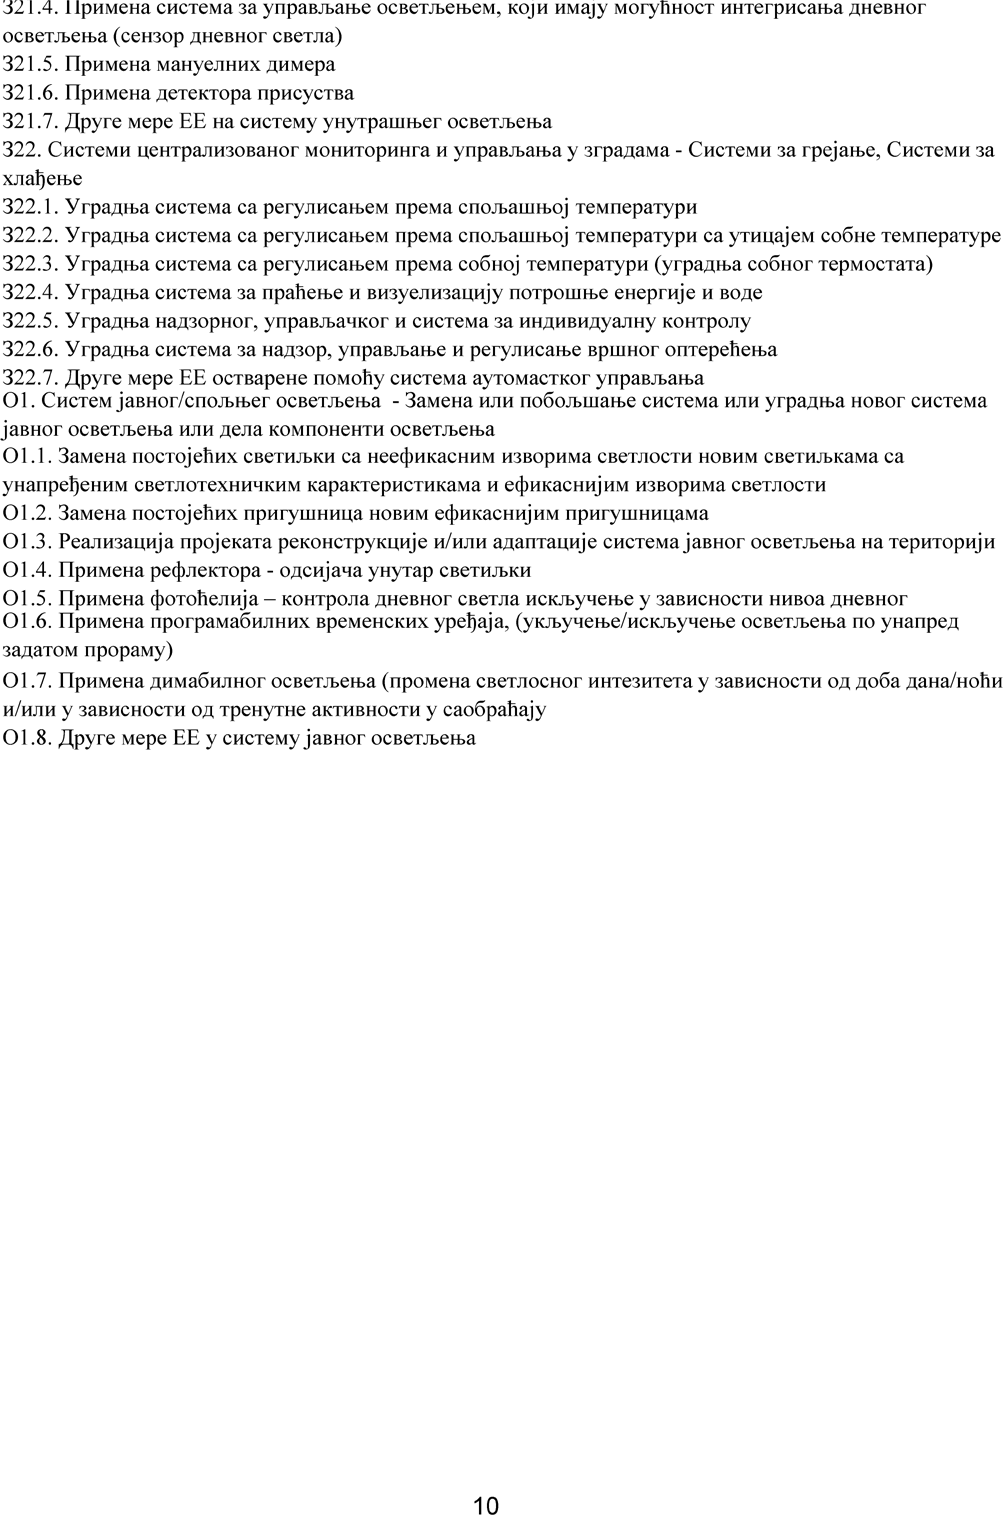 З21.4. Примена система за управљање осветљењем, који имају могућност интегрисања дневног
осветљења (сензор дневног светла)
З21.5. Примена мануелних димера
З21.6. Примена детектора присуства
З21.7. Друге мере ЕЕ на систему унутрашњег осветљења
З22. Системи централизованог мониторинга и управљања у зградама - Системи за грејање, Системи за
хлађење
З22.1. Уградња система са регулисањем према спољашњој температури
З22.2. Уградња система са регулисањем према спољашњој температури са утицајем собне температуре
З22.3. Уградња система са регулисањем према собној температури (уградња собног термостата)
З22.4. Уградња система за праћење и визуелизацију потрошње енергије и воде
З22.5. Уградња надзорног, управљачког и система за индивидуалну контролу
З22.6. Уградња система за надзор, управљање и регулисање вршног оптерећења
З22.7. Друге мере ЕЕ остварене помоћу система аутомастког управљања
О1. Систем јавног/спољњег осветљења  - Замена или побољшање система или уградња новог система
јавног осветљења или дела компоненти осветљења
О1.1. Замена постојећих светиљки са неефикасним изворима светлости новим светиљкама са
унапређеним светлотехничким карактеристикама и ефикаснијим изворима светлости
О1.2. Замена постојећих пригушница новим ефикаснијим пригушницама
О1.3. Реализација пројеката реконструкције и/или адаптације система јавног осветљења на територији
О1.4. Примена рефлектора - одсијача унутар светиљки
О1.5. Примена фотоћелија – контрола дневног светла искључење у зависности нивоа дневног
О1.6. Примена програмабилних временских уређаја, (укључење/искључење осветљења по унапред
задатом прораму)
О1.7. Примена димабилног осветљења (промена светлосног интезитета у зависности од доба дана/ноћи
и/или у зависности од тренутне активности у саобраћају
О1.8. Друге мере ЕЕ у систему јавног осветљења
10